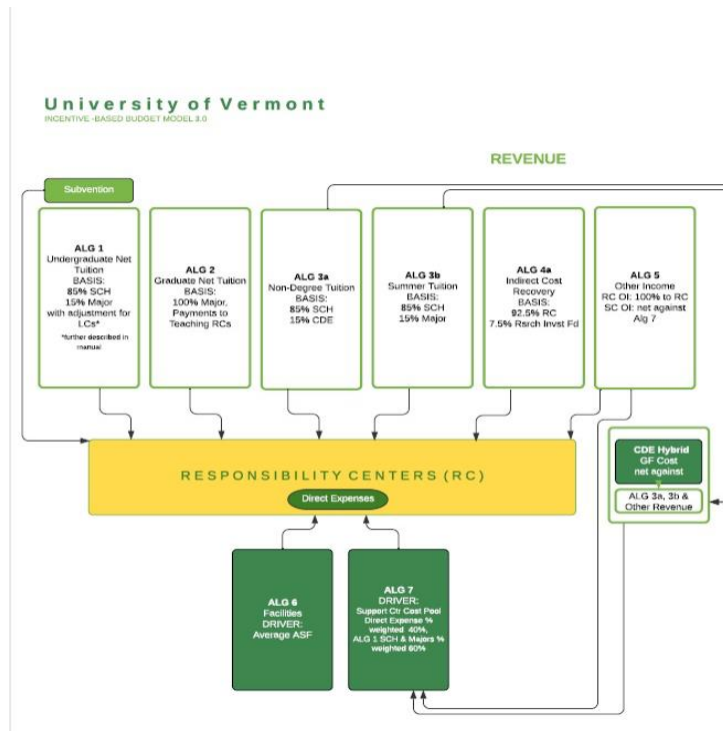 University of Vermont
INCENTIVE -BASED BUDGET MODEL 3.0
REVENUE
Subvention
ALG 1
Undergraduate Net
Tuition
BASIS:
85% SCH
15% Major
with adjustment for
LCs*
*further described in
manual
ALG 2
Graduate Net Tuition
BASIS:
100% Major,
Payments to
Teaching RCs
ALG 3a
Non-Degree Tuition
BASIS:
85% SCH
15% CDE
ALG 3b
Summer Tuition
BASIS:
85% SCH
15% Major
ALG 4a
Indirect Cost
Recovery
BASIS:
92.5% RC
7.5% Rsrch Invst Fd
ALG 5
Other Income
RC OI: 100% to RC
SC OI: net against
Alg 7
RESPONSIBILITY CENTERS (RC)
Direct Expenses
CDE Hybrid
GF Cost
net against
ALG 3a, 3b &
Other Revenue
ALG 6
Facilities
DRIVER:
Average ASF
ALG 7
DRIVER:
Support Ctr Cost Pool
Direct Expense %
weighted 40%,
ALG 1 SCH & Majors %
weighted 60%